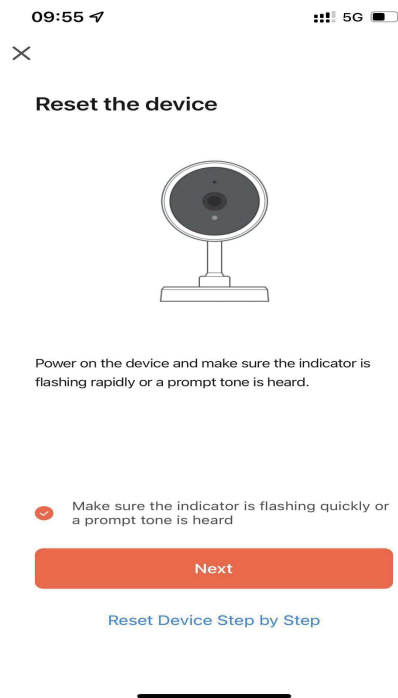 09:55
5G
Reset the device
Power on the device and make sure the indicator is
flashing rapidly or a prompt tone is heard.
Make sure the indicator is flashing quickly or
a prompt tone is heard
Next
Reset Device Step by Step